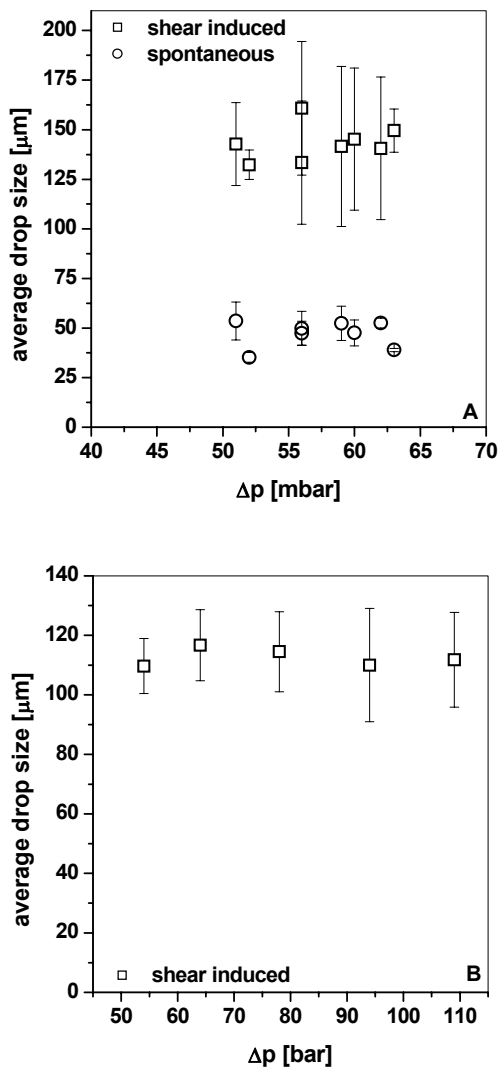 200
175
150
125
100
75
50
25
0
average drop size [μm]
shear induced
spontaneous
A
40 45 50 55 60 65 70
Δp [mbar]
140
120
100
80
60
40
20
0
average drop size [μm]
shear induced
B
50 60 70 80 90 100 110
Δp [bar]